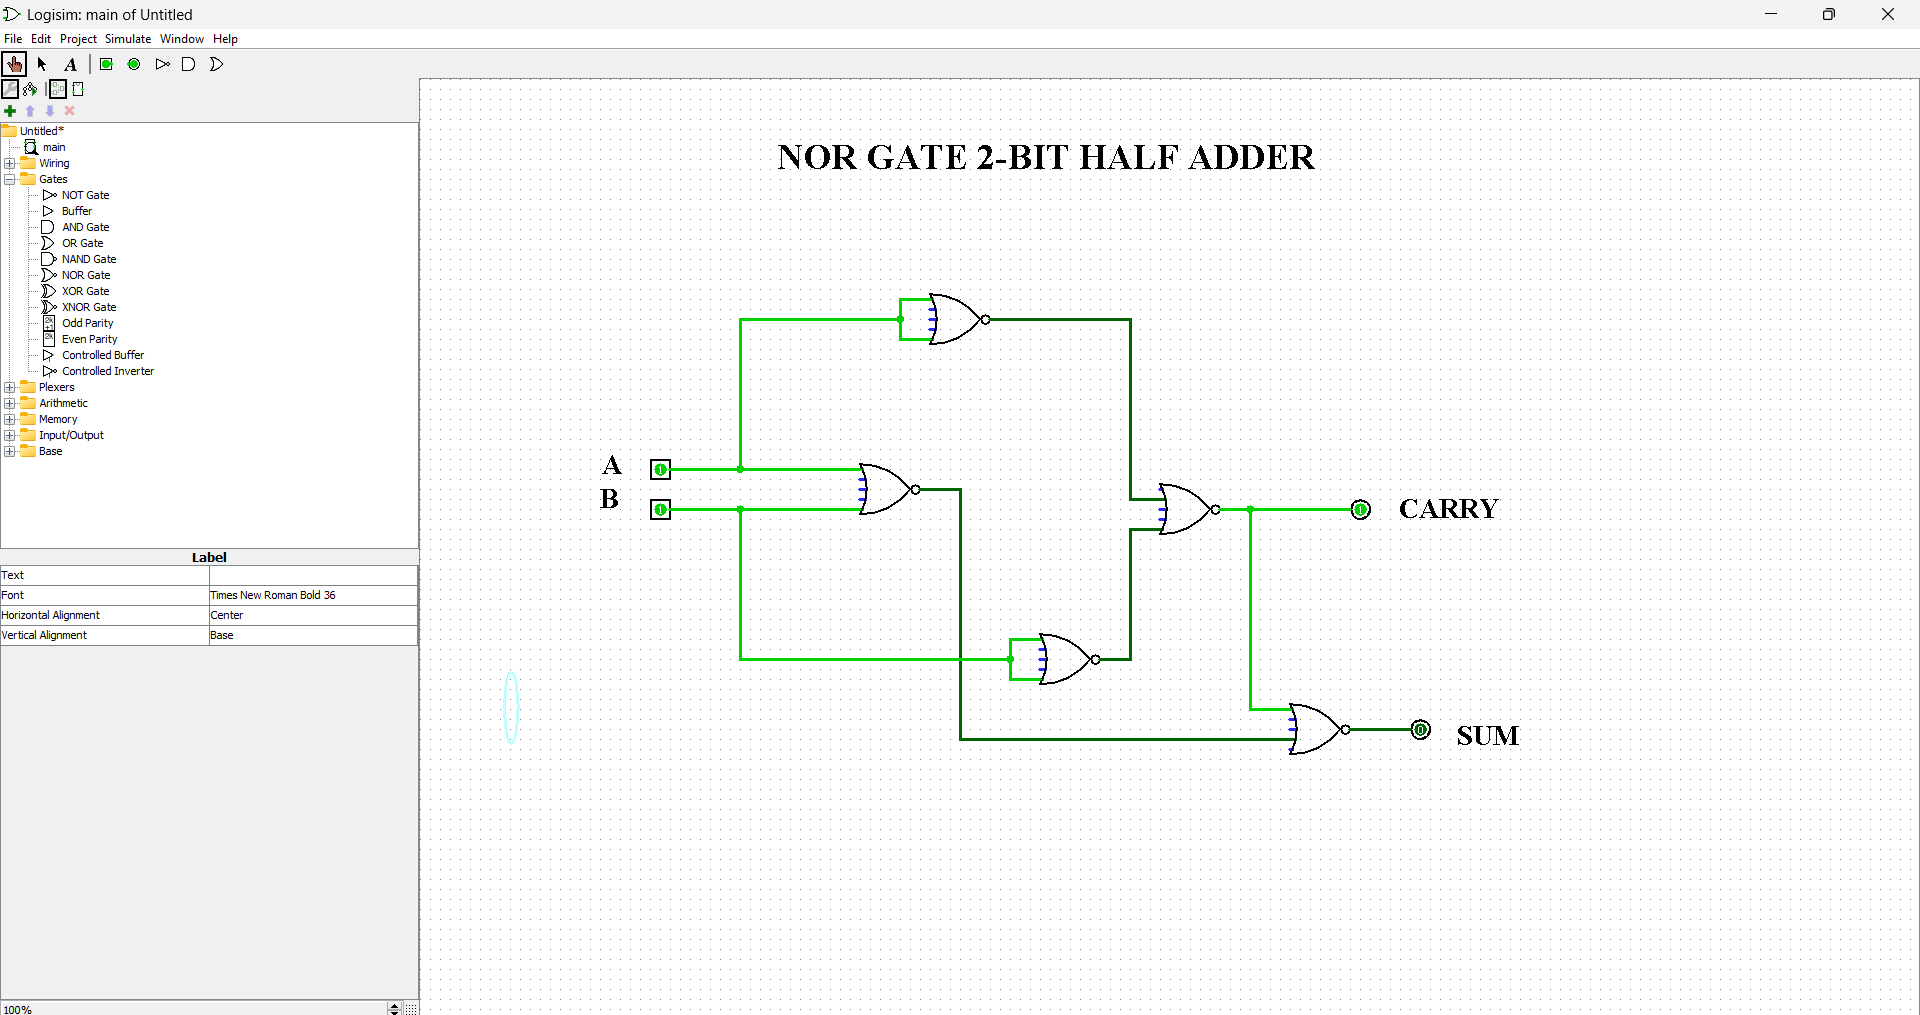 Logisim: main of Untitled
File Edit Project Simulate Window Help
A
Untitled*
main
Wiring
Gates
NOT Gate
Buffer
AND Gate
OR Gate
NAND Gate
NOR Gate
XOR Gate
XNOR Gate
2k+1 Odd Parity
2k Even Parity
Controlled Buffer
Controlled Inverter
Plexers
Arithmetic
Memory
Input/Output
Base
Label
Text
Font Times New Roman Bold 36
Horizontal Alignment Center
Vertical Alignment Base
100%
NOR GATE 2-BIT HALF ADDER
A 1
B 1
1 CARRY
0 SUM